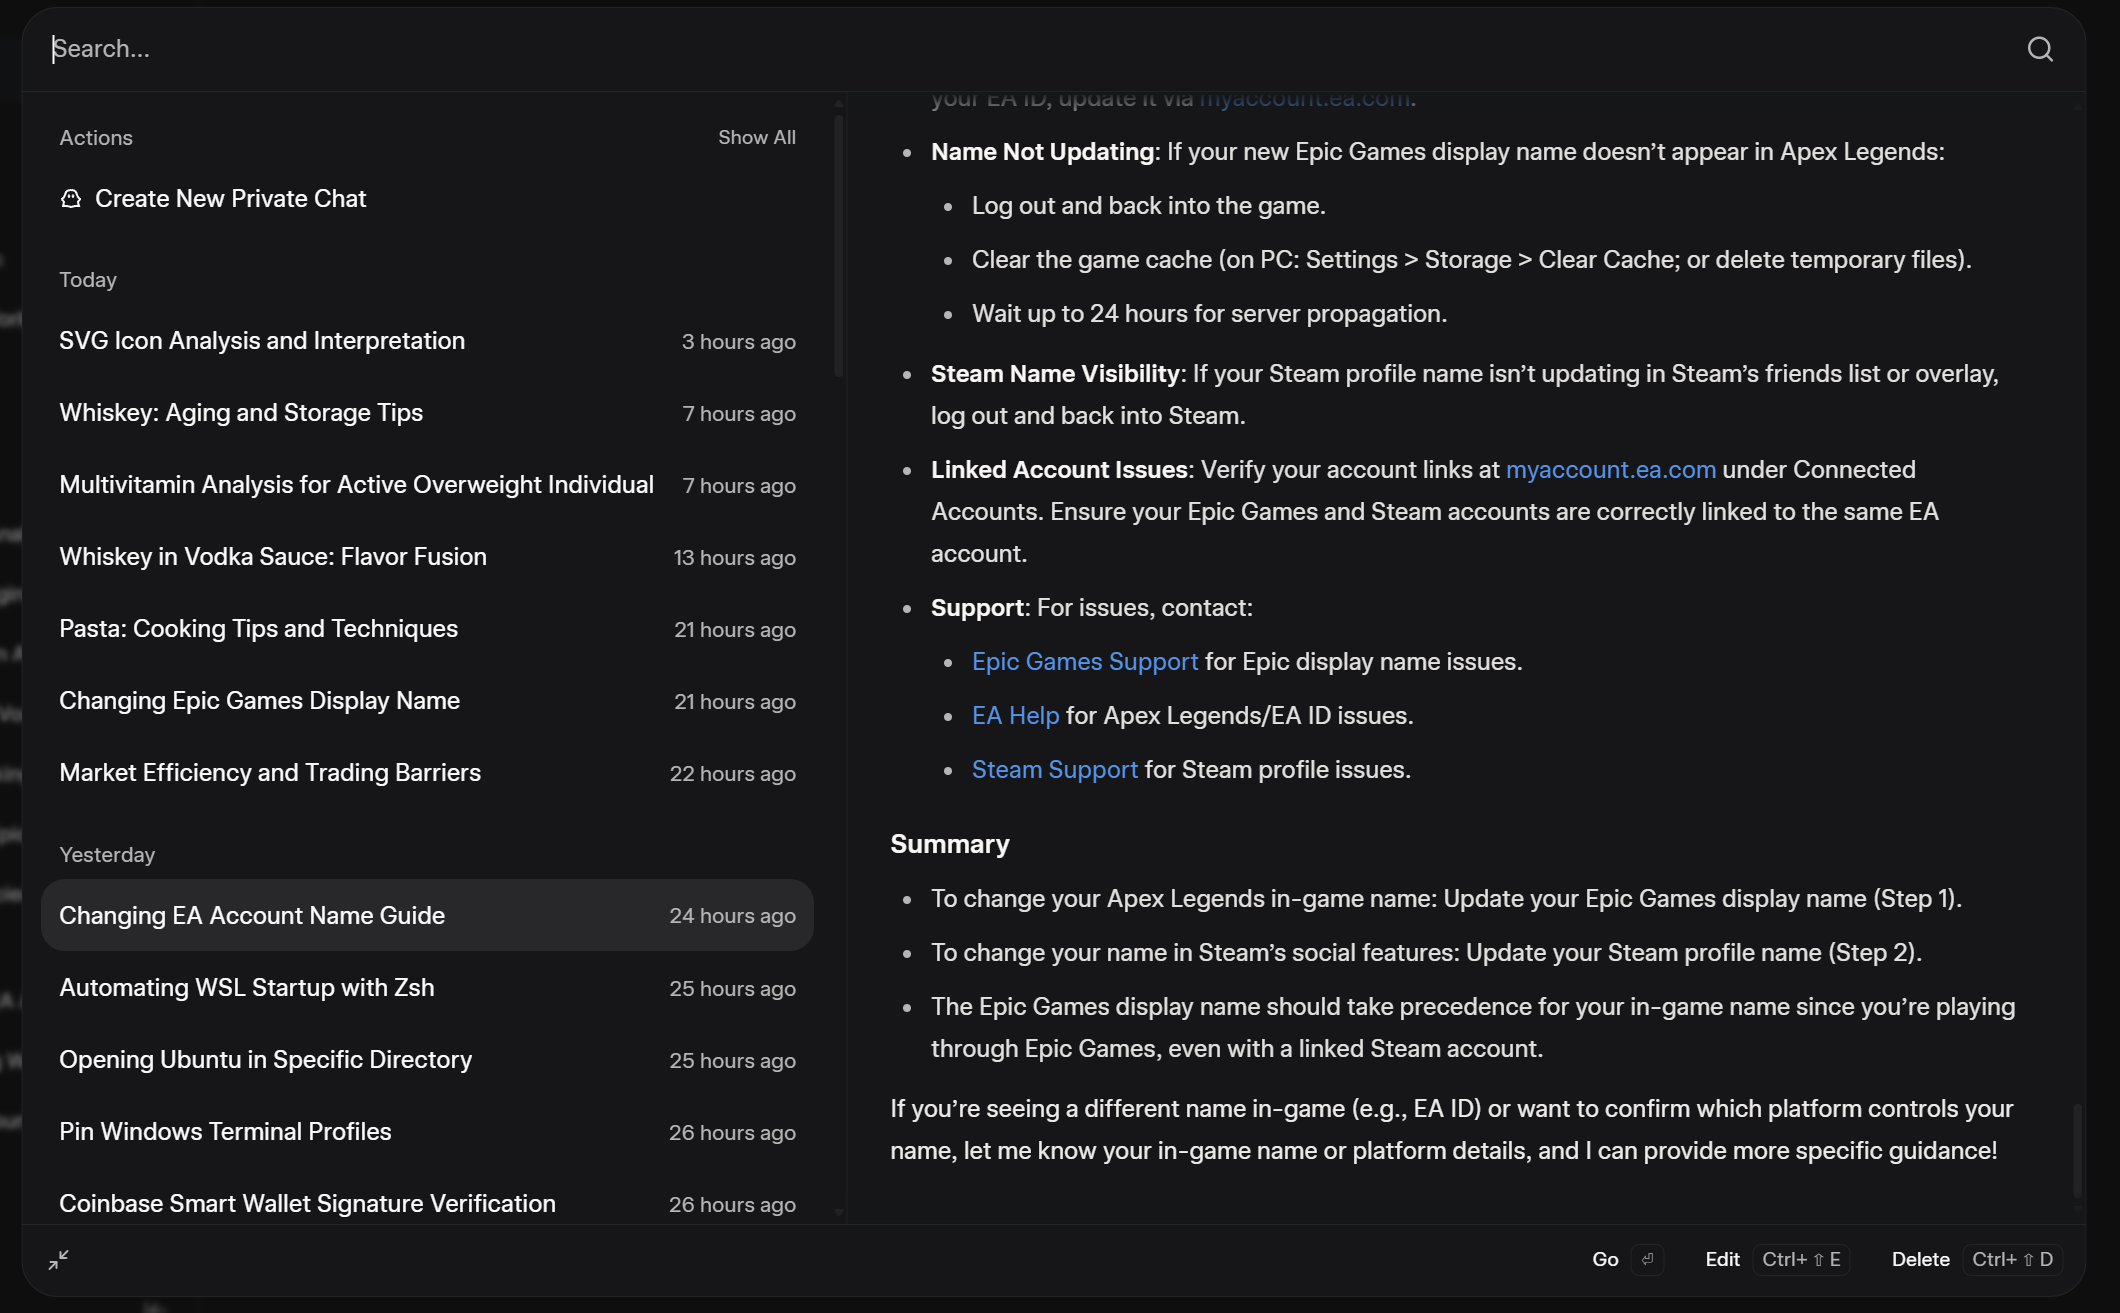 Search...
Actions
Show All
Create New Private Chat
Today
SVG Icon Analysis and Interpretation
3 hours ago
Whiskey: Aging and Storage Tips
7 hours ago
Multivitamin Analysis for Active Overweight Individual
7 hours ago
Whiskey in Vodka Sauce: Flavor Fusion
13 hours ago
Pasta: Cooking Tips and Techniques
21 hours ago
Changing Epic Games Display Name
21 hours ago
Market Efficiency and Trading Barriers
22 hours ago
Yesterday
Changing EA Account Name Guide
24 hours ago
Automating WSL Startup with Zsh
25 hours ago
Opening Ubuntu in Specific Directory
25 hours ago
Pin Windows Terminal Profiles
26 hours ago
Coinbase Smart Wallet Signature Verification
26 hours ago
your EA ID, update it via myaccount.ea.com.
• Name Not Updating: If your new Epic Games display name doesn’t appear in Apex Legends:
• Log out and back into the game.
• Clear the game cache (on PC: Settings > Storage > Clear Cache; or delete temporary files).
• Wait up to 24 hours for server propagation.
• Steam Name Visibility: If your Steam profile name isn’t updating in Steam’s friends list or overlay,
log out and back into Steam.
• Linked Account Issues: Verify your account links at myaccount.ea.com under Connected
Accounts. Ensure your Epic Games and Steam accounts are correctly linked to the same EA
account.
• Support: For issues, contact:
• Epic Games Support for Epic display name issues.
• EA Help for Apex Legends/EA ID issues.
• Steam Support for Steam profile issues.
Summary
• To change your Apex Legends in-game name: Update your Epic Games display name (Step 1).
• To change your name in Steam’s social features: Update your Steam profile name (Step 2).
• The Epic Games display name should take precedence for your in-game name since you’re playing
through Epic Games, even with a linked Steam account.
If you’re seeing a different name in-game (e.g., EA ID) or want to confirm which platform controls your
name, let me know your in-game name or platform details, and I can provide more specific guidance!
Go ⏎ Edit Ctrl+ ⇧ E Delete Ctrl+ ⇧ D